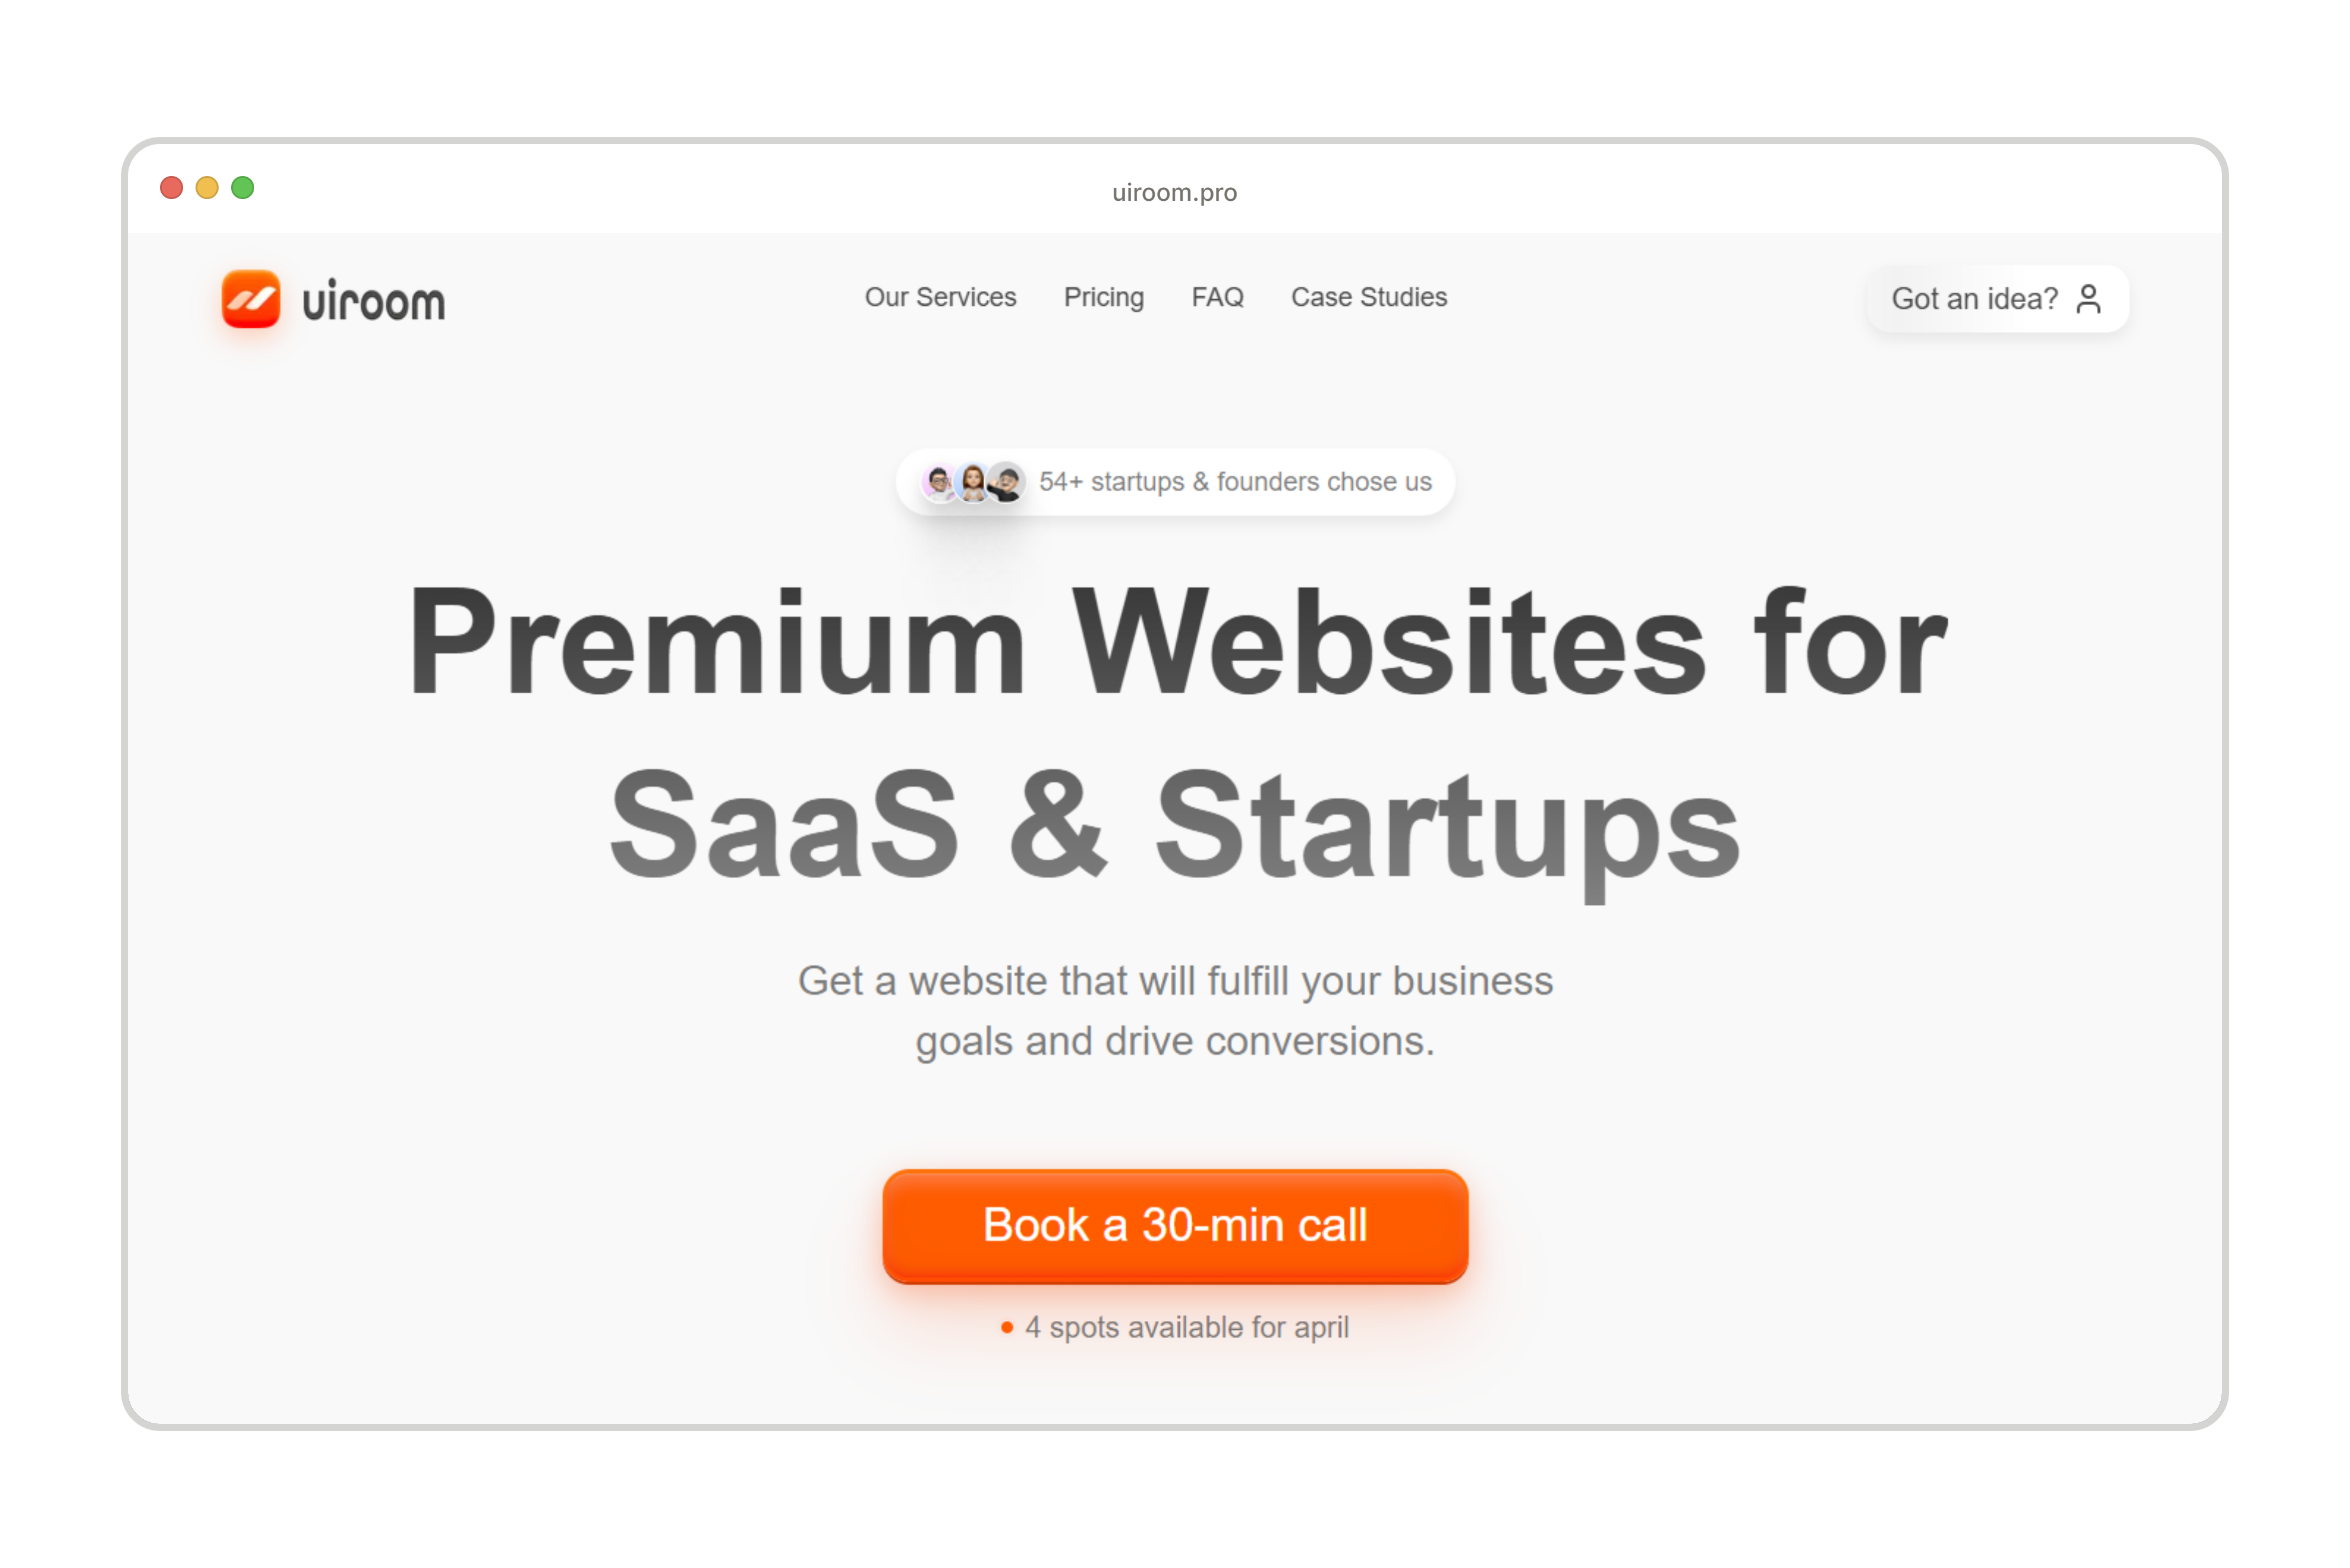 uiroom.pro
uiroom
Our Services Pricing FAQ Case Studies
Got an idea?
54+ startups & founders chose us
Premium Websites for
SaaS & Startups
Get a website that will fulfill your business
goals and drive conversions.
Book a 30-min call
4 spots available for april